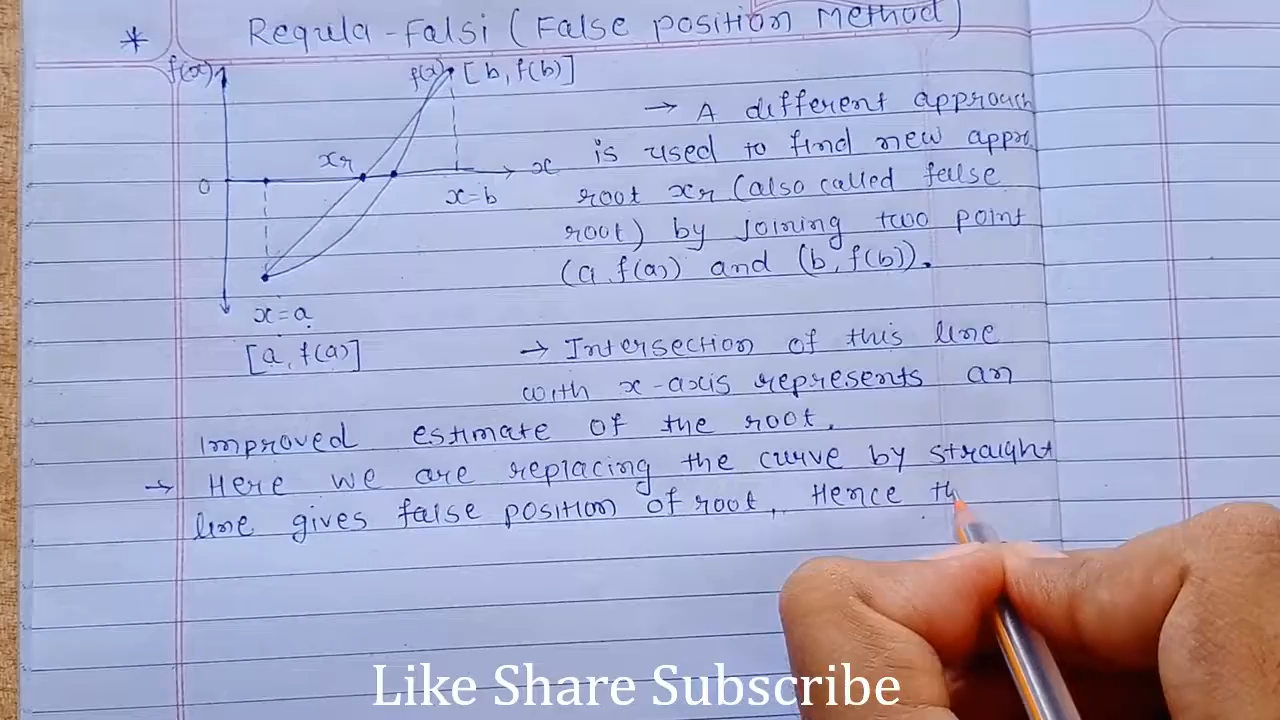 * Regula-Falsi (False position Method)
f(x)
f(x) [b, f(b)]
→ A different approach
xr
x
is used to find new appro.
0
x=b
root xr (also called false
root) by joining two point
(a, f(a)) and (b, f(b)).
x=a
[a, f(a)]
→ Intersection of this line
with x-axis represents an
improved estimate of the root.
→ Here we are replacing the curve by straight
line gives false position of root, Hence th
Like Share Subscribe